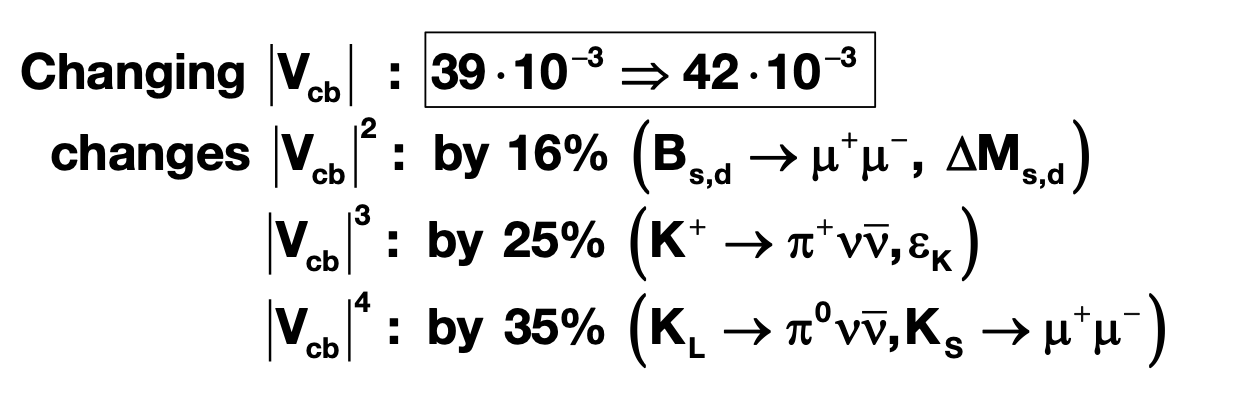 Changing |V_cb| : 39 · 10⁻³ ⇒ 42 · 10⁻³
changes |V_cb|² : by 16% (B_s,d → μ⁺μ⁻, ΔM_s,d)
|V_cb|³ : by 25% (K⁺ → π⁺νν̅, ε_K)
|V_cb|⁴ : by 35% (K_L → π⁰νν̅, K_S → μ⁺μ⁻)